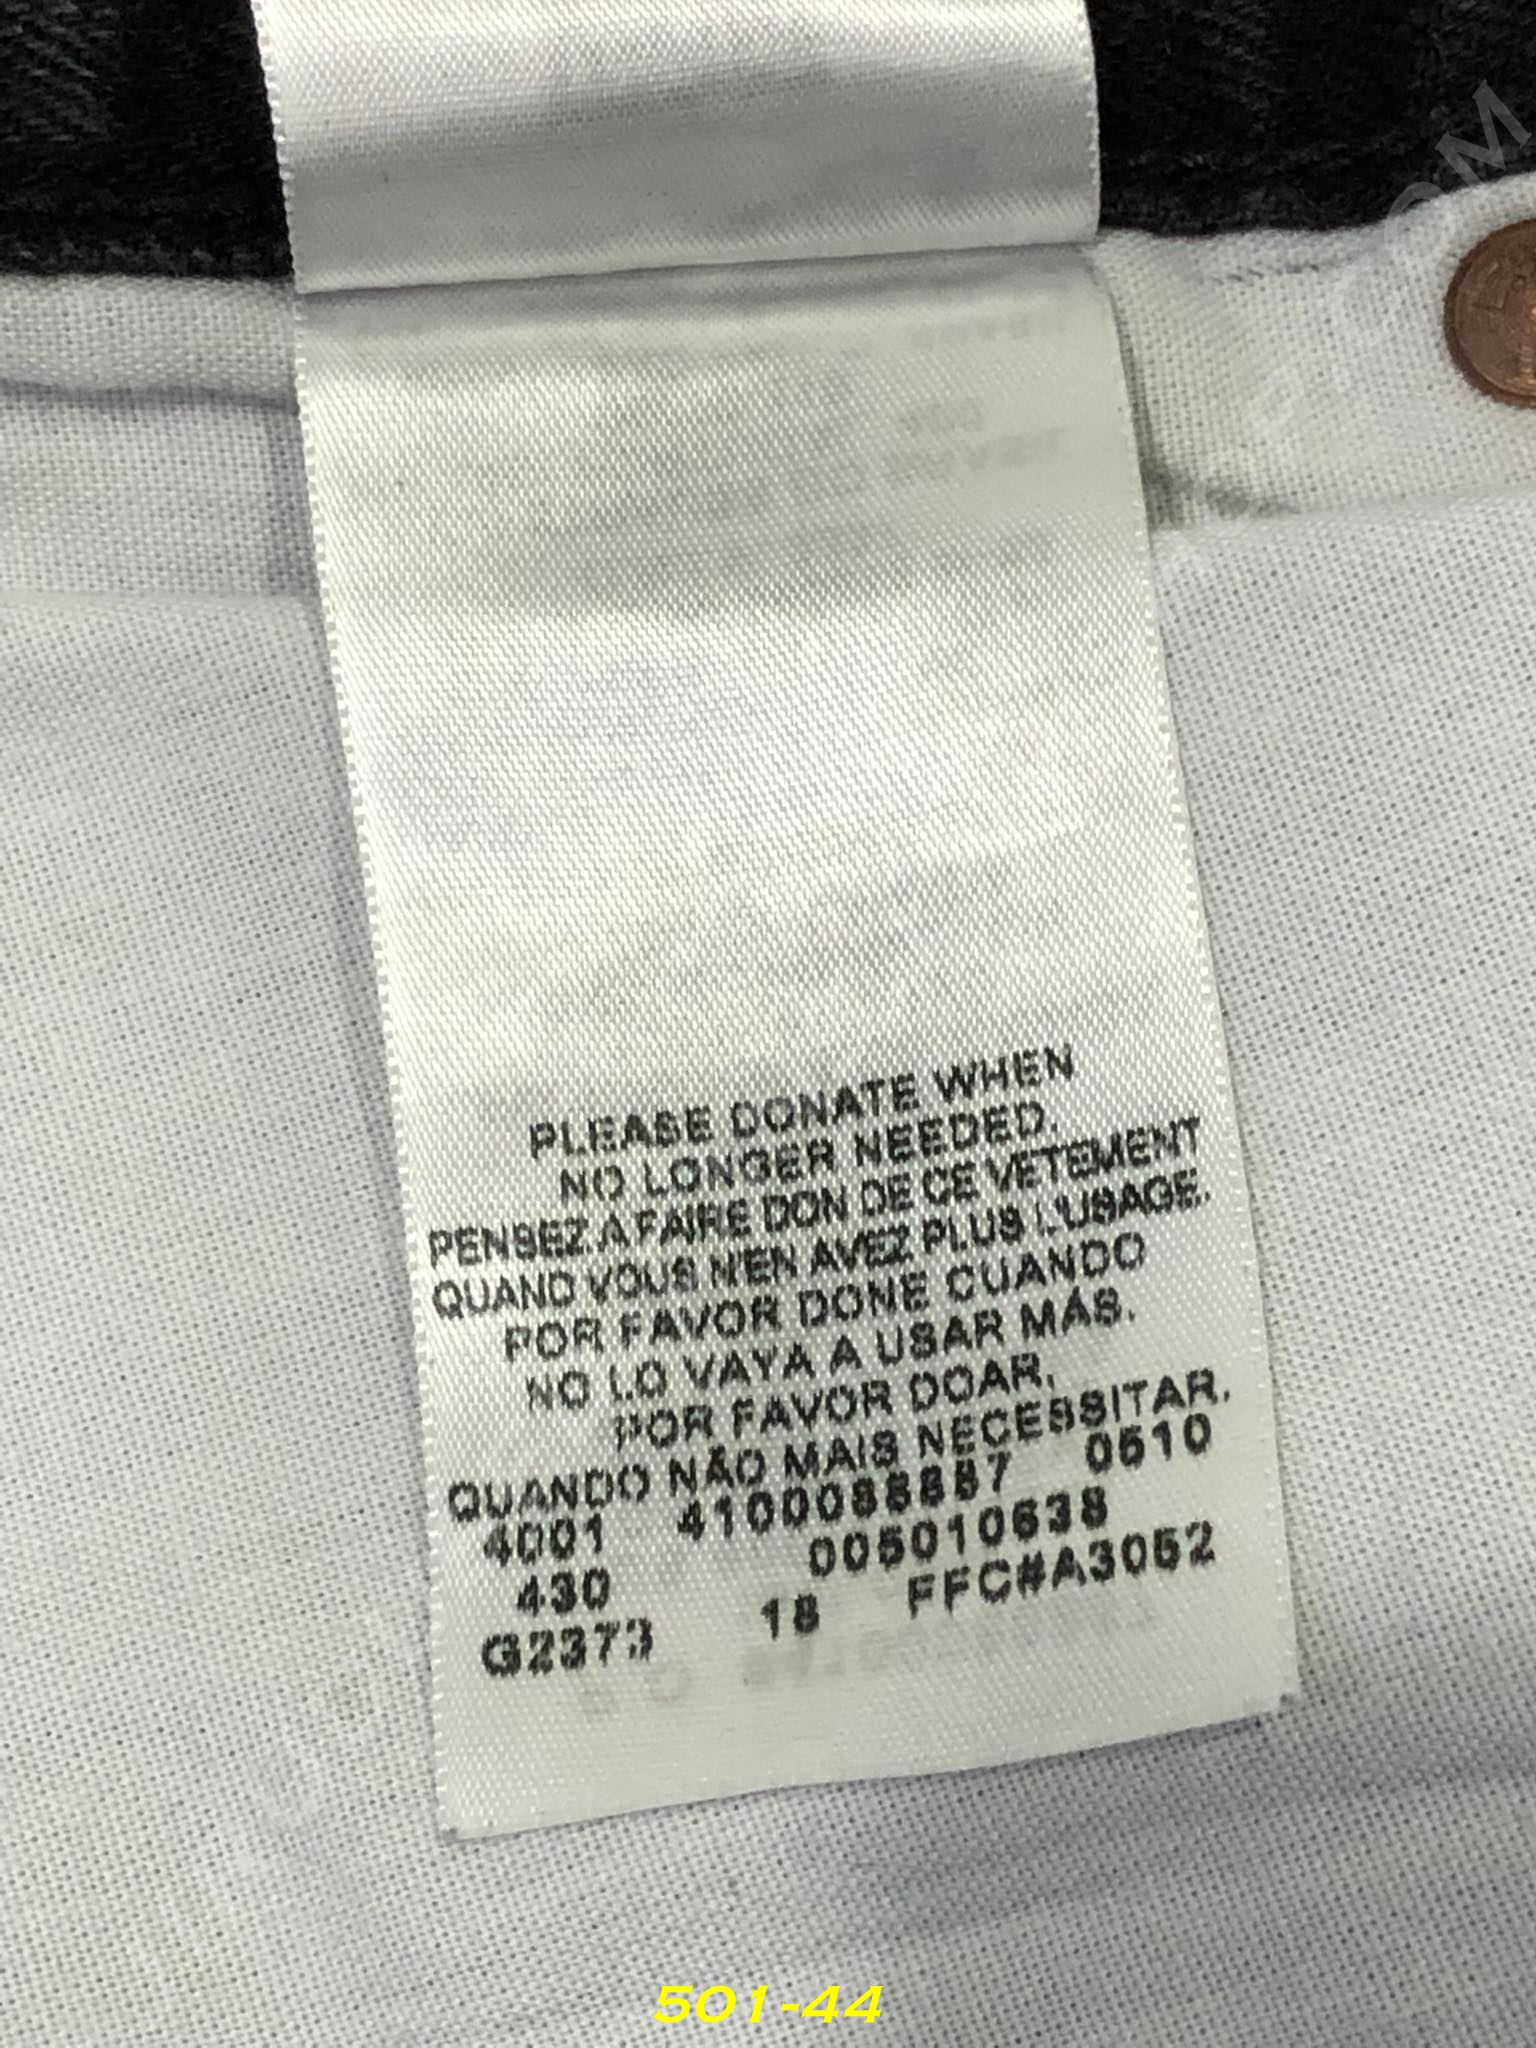 PLEASE DONATE WHEN
NO LONGER NEEDED.
PENSEZ A FAIRE DON DE CE VETEMENT
QUAND VOUS N'EN AVEZ PLUS L'USAGE.
POR FAVOR DONE CUANDO
NO LO VAYA A USAR MÁS.
POR FAVOR DOAR,
QUANDO NÃO MAIS NECESSITAR.
4001 4100088887 0510
430 005010638
G2373 18 FFC#A3052
501-44